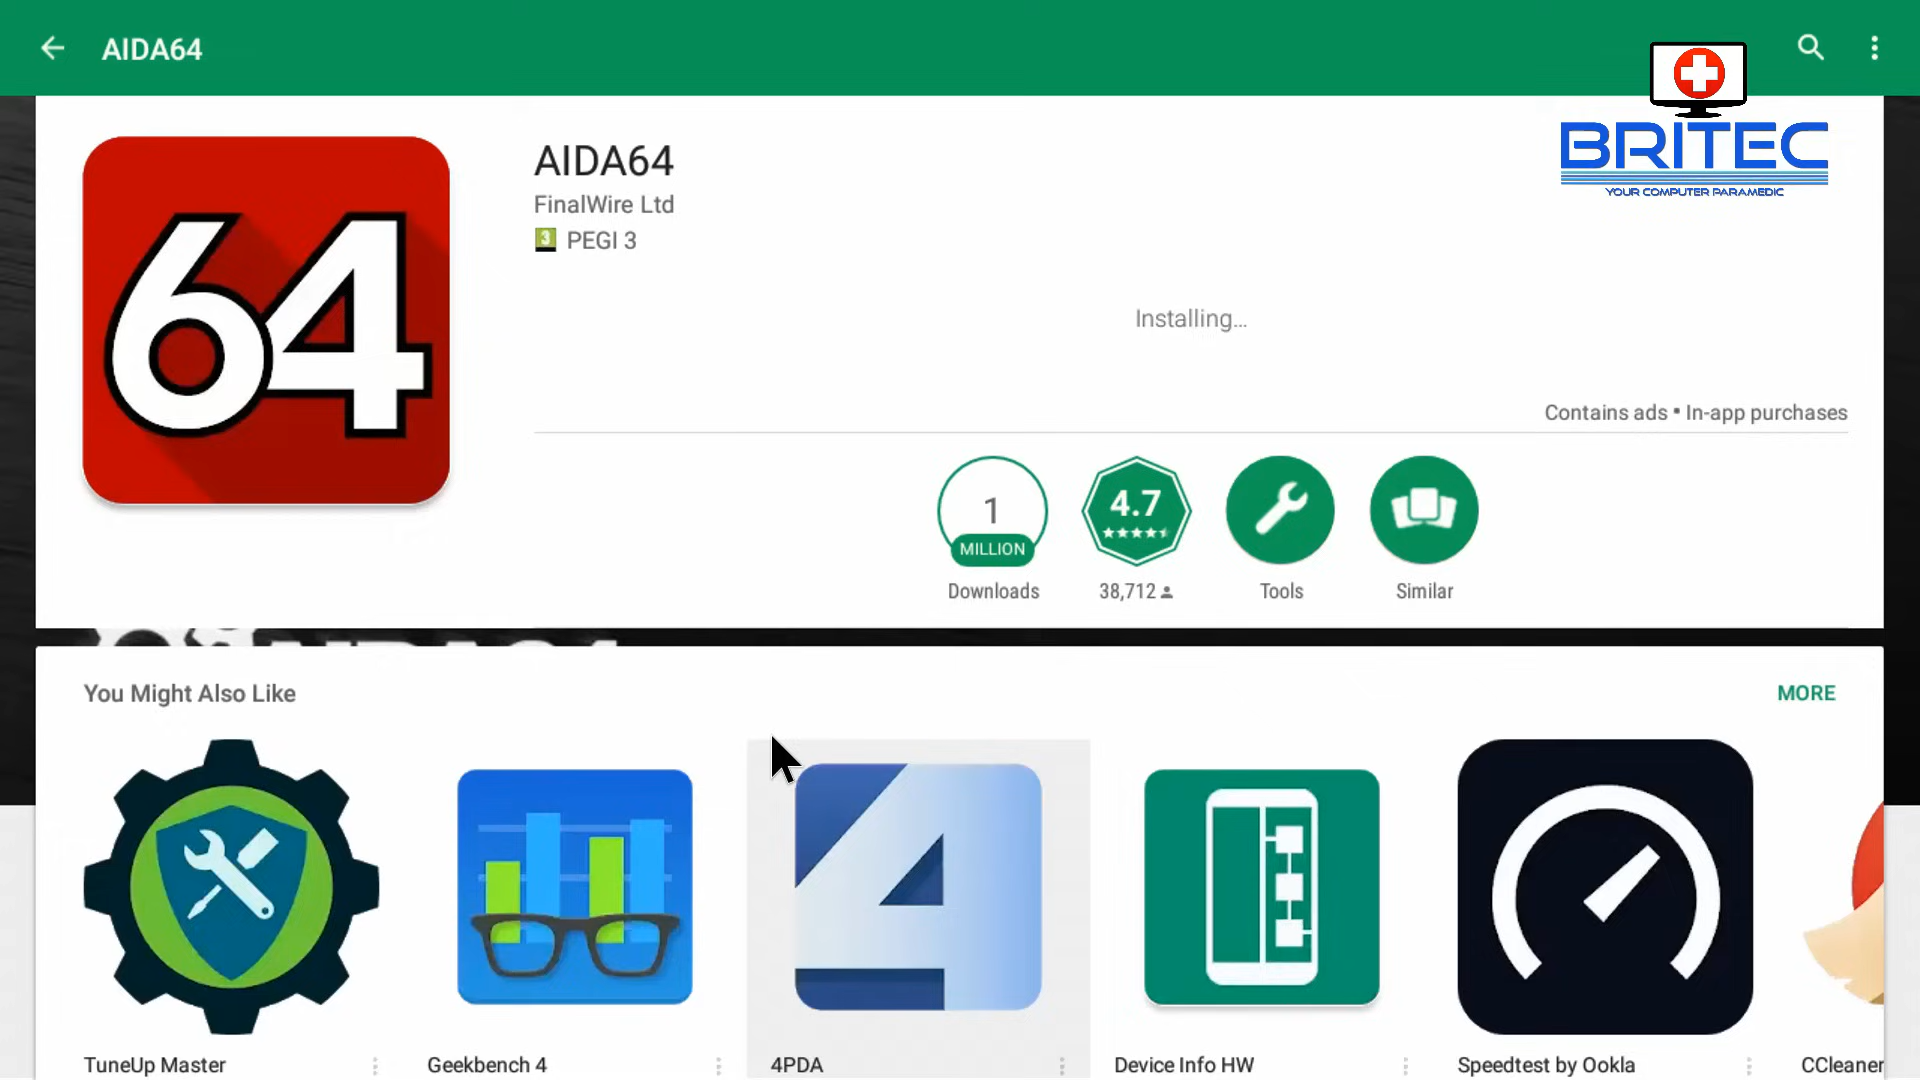 AIDA64
BRITEC
YOUR COMPUTER PARAMEDIC
64
AIDA64
FinalWire Ltd
3 PEGI 3
Installing...
Contains ads • In-app purchases
1
MILLION
4.7
Downloads
38,712
Tools
Similar
You Might Also Like
MORE
4
TuneUp Master
Geekbench 4
4PDA
Device Info HW
Speedtest by Ookla
CCleaner